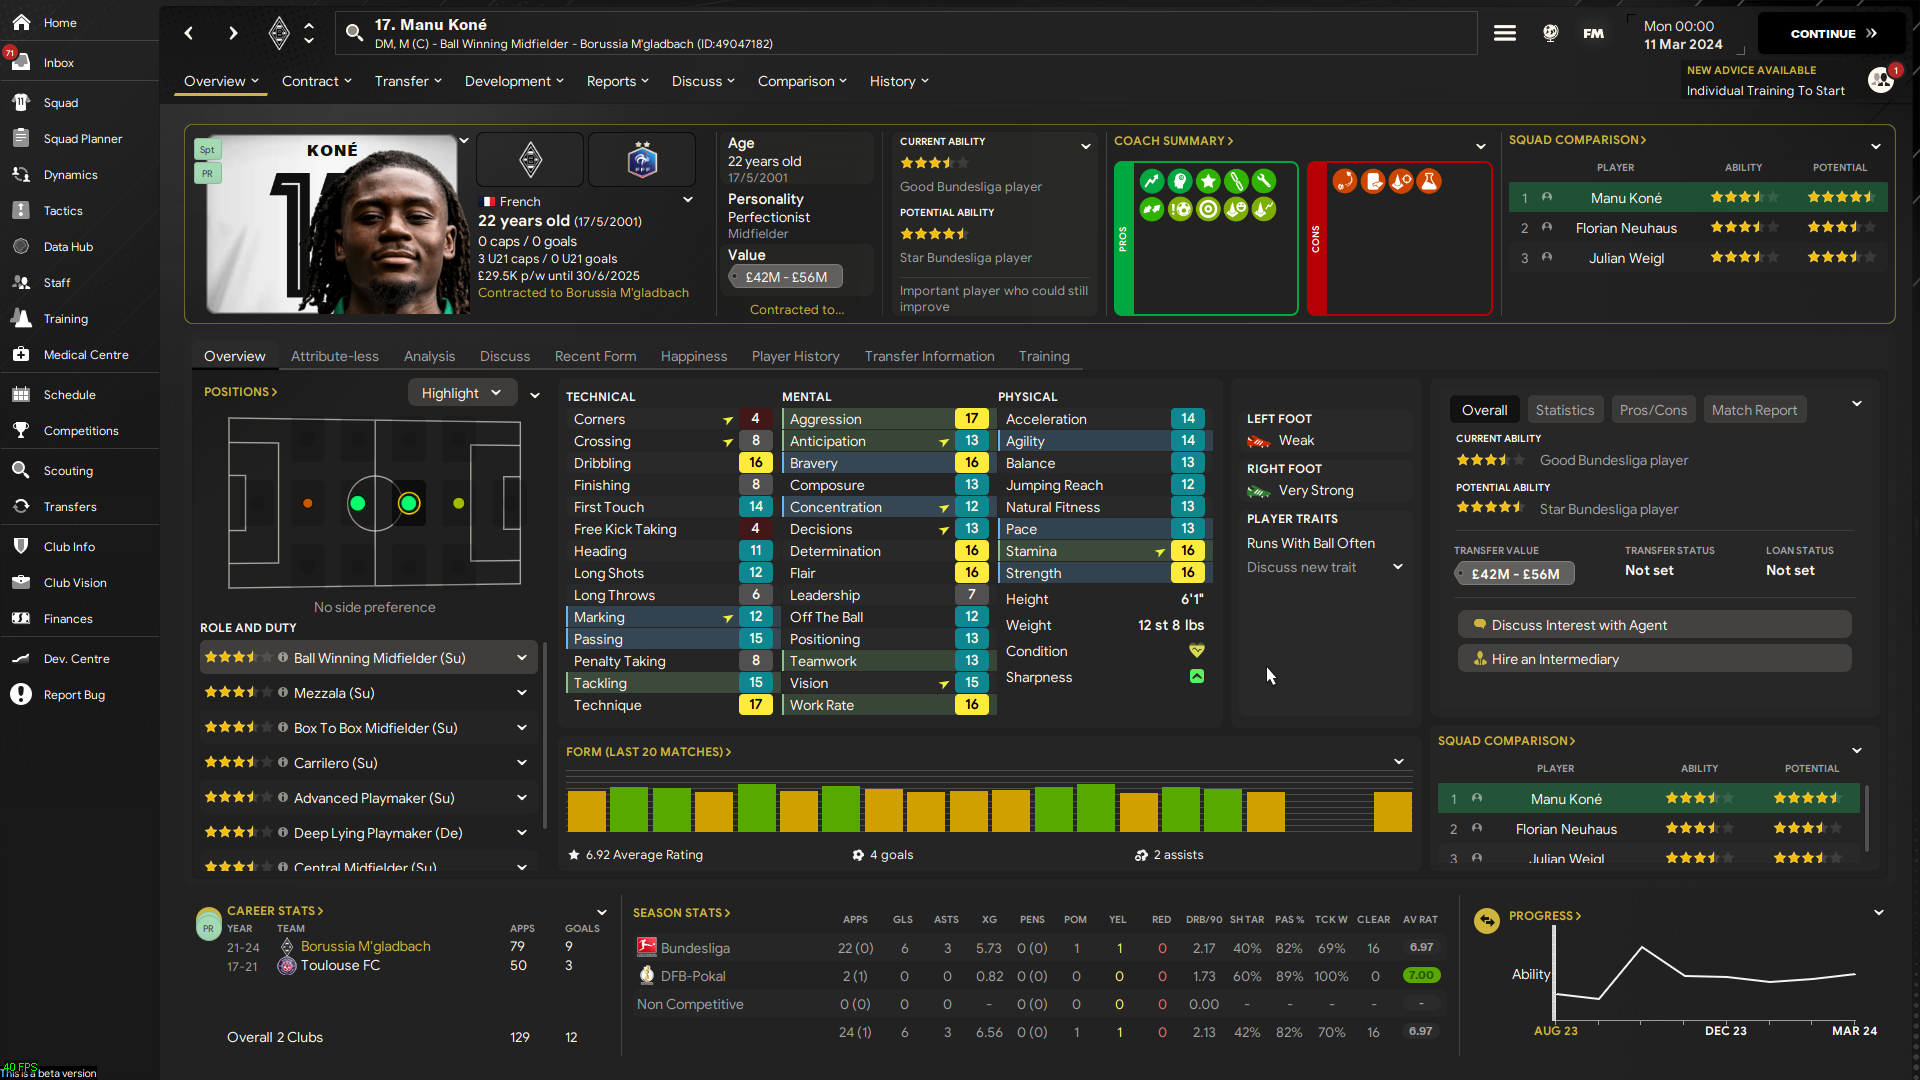 Home
71
Inbox
Squad
Squad Planner
Dynamics
Tactics
Data Hub
Staff
Training
Medical Centre
Schedule
Competitions
Scouting
Transfers
Club Info
Club Vision
Finances
Dev. Centre
Report Bug
40 FPS
This is a beta version
17. Manu Koné
DM, M (C) - Ball Winning Midfielder - Borussia M'gladbach (ID:49047182)
FM
Mon 00:00
11 Mar 2024
CONTINUE
Overview
Contract
Transfer
Development
Reports
Discuss
Comparison
History
NEW ADVICE AVAILABLE
Individual Training To Start
1
Spt
PR
KONÉ
French
22 years old (17/5/2001)
0 caps / 0 goals
3 U21 caps / 0 U21 goals
£29.5K p/w until 30/6/2025
Contracted to Borussia M'gladbach
Age
22 years old
17/5/2001
Personality
Perfectionist
Midfielder
Value
£42M - £56M
Contracted to...
CURRENT ABILITY
Good Bundesliga player
POTENTIAL ABILITY
Star Bundesliga player
Important player who could still
improve
COACH SUMMARY
PROS
CONS
SQUAD COMPARISON
PLAYER ABILITY POTENTIAL
1 Manu Koné
2 Florian Neuhaus
3 Julian Weigl
Overview
Attribute-less
Analysis
Discuss
Recent Form
Happiness
Player History
Transfer Information
Training
POSITIONS
Highlight
No side preference
ROLE AND DUTY
Ball Winning Midfielder (Su)
Mezzala (Su)
Box To Box Midfielder (Su)
Carrilero (Su)
Advanced Playmaker (Su)
Deep Lying Playmaker (De)
Central Midfielder (Su)
TECHNICAL
Corners 4
Crossing 8
Dribbling 16
Finishing 8
First Touch 14
Free Kick Taking 4
Heading 11
Long Shots 12
Long Throws 6
Marking 12
Passing 15
Penalty Taking 8
Tackling 15
Technique 17
MENTAL
Aggression 17
Anticipation 13
Bravery 16
Composure 13
Concentration 12
Decisions 13
Determination 16
Flair 16
Leadership 7
Off The Ball 12
Positioning 13
Teamwork 13
Vision 15
Work Rate 16
PHYSICAL
Acceleration 14
Agility 14
Balance 13
Jumping Reach 12
Natural Fitness 13
Pace 13
Stamina 16
Strength 16
Height 6'1"
Weight 12 st 8 lbs
Condition
Sharpness
LEFT FOOT
Weak
RIGHT FOOT
Very Strong
PLAYER TRAITS
Runs With Ball Often
Discuss new trait
Overall
Statistics
Pros/Cons
Match Report
CURRENT ABILITY
Good Bundesliga player
POTENTIAL ABILITY
Star Bundesliga player
TRANSFER VALUE
£42M - £56M
TRANSFER STATUS
Not set
LOAN STATUS
Not set
Discuss Interest with Agent
Hire an Intermediary
FORM (LAST 20 MATCHES)
6.92 Average Rating
4 goals
2 assists
SQUAD COMPARISON
PLAYER ABILITY POTENTIAL
1 Manu Koné
2 Florian Neuhaus
3 Julian Weigl
PR
CAREER STATS
YEAR TEAM APPS GOALS
21-24 Borussia M'gladbach 79 9
17-21 Toulouse FC 50 3
Overall 2 Clubs 129 12
SEASON STATS
APPS GLS ASTS XG PENS POM YEL RED DRB/90 SH TAR PAS % TCK W CLEAR AV RAT
Bundesliga 22 (0) 6 3 5.73 0 (0) 1 1 0 2.17 40% 82% 69% 16 6.97
DFB-Pokal 2 (1) 0 0 0.82 0 (0) 0 0 0 1.73 60% 89% 100% 0 7.00
Non Competitive 0 (0) 0 0 - 0 (0) 0 0 0 0.00 - - - - -
24 (1) 6 3 6.56 0 (0) 1 1 0 2.13 42% 82% 70% 16 6.97
PROGRESS
Ability
AUG 23
DEC 23
MAR 24